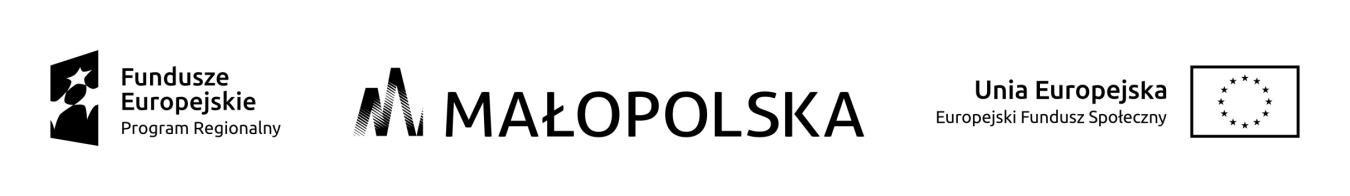 Fundusze
Europejskie
Program Regionalny
MAŁOPOLSKA
Unia Europejska
Europejski Fundusz Społeczny